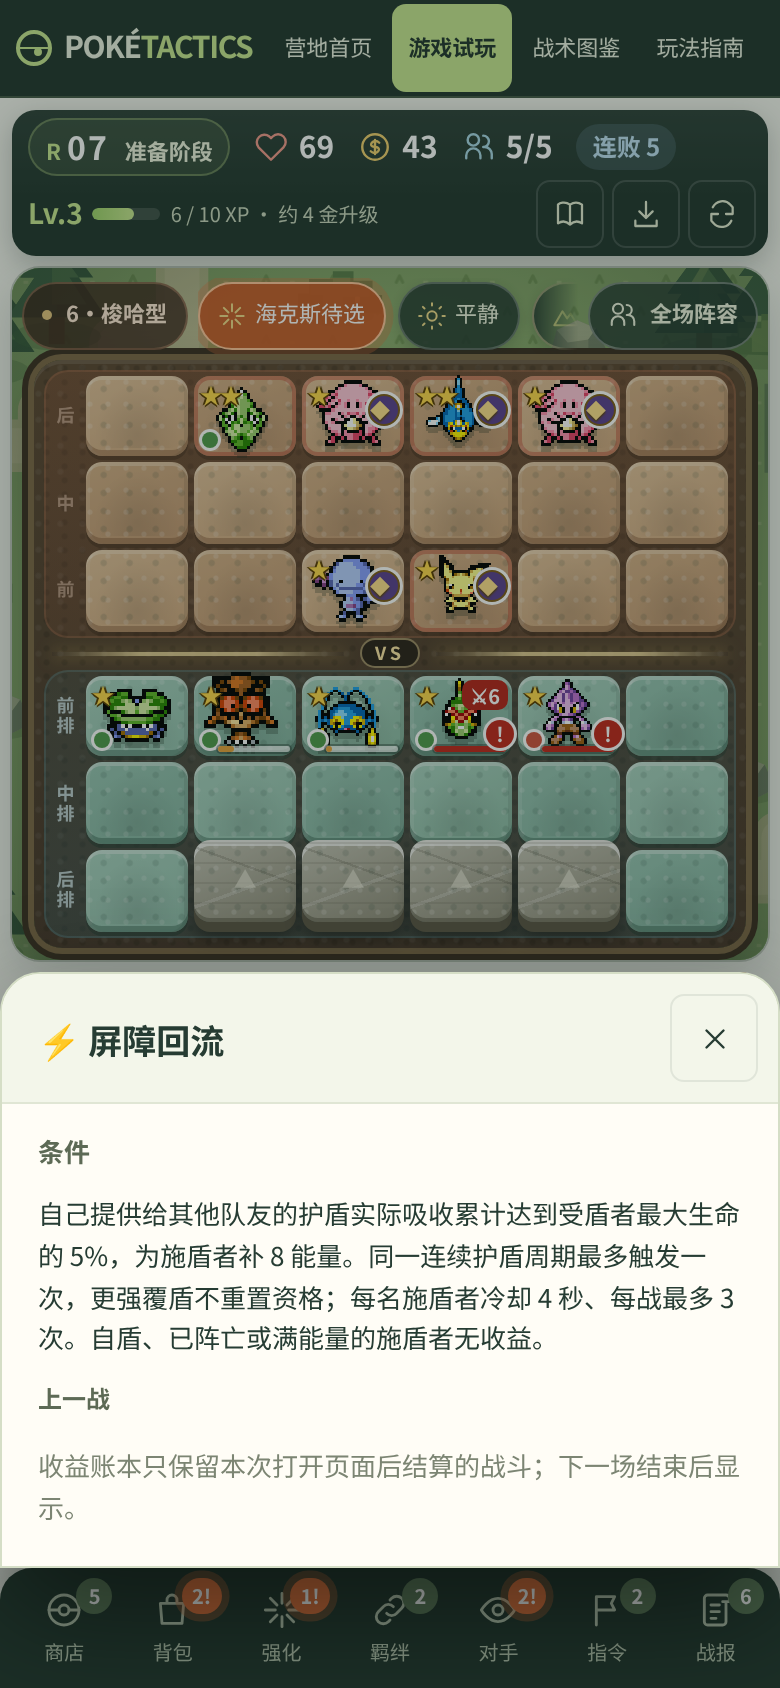 POKÉTACTICS 营地首页 游戏试玩 战术图鉴 玩法指南
R 07 准备阶段 69 43 5/5 连败 5
Lv.3 6 / 10 XP · 约 4 金升级
6 · 梭哈型 海克斯待选 平静 全场阵容
后
中
前
VS
前排
6
!
!
中排
后排
⚡ 屏障回流
条件
自己提供给其他队友的护盾实际吸收累计达到受盾者最大生命
的 5%，为施盾者补 8 能量。同一连续护盾周期最多触发一
次，更强覆盾不重置资格；每名施盾者冷却 4 秒、每战最多 3
次。自盾、已阵亡或满能量的施盾者无收益。
上一战
收益账本只保留本次打开页面后结算的战斗；下一场结束后显
示。
5 2! 1! 2 2! 2 6
商店 背包 强化 羁绊 对手 指令 战报